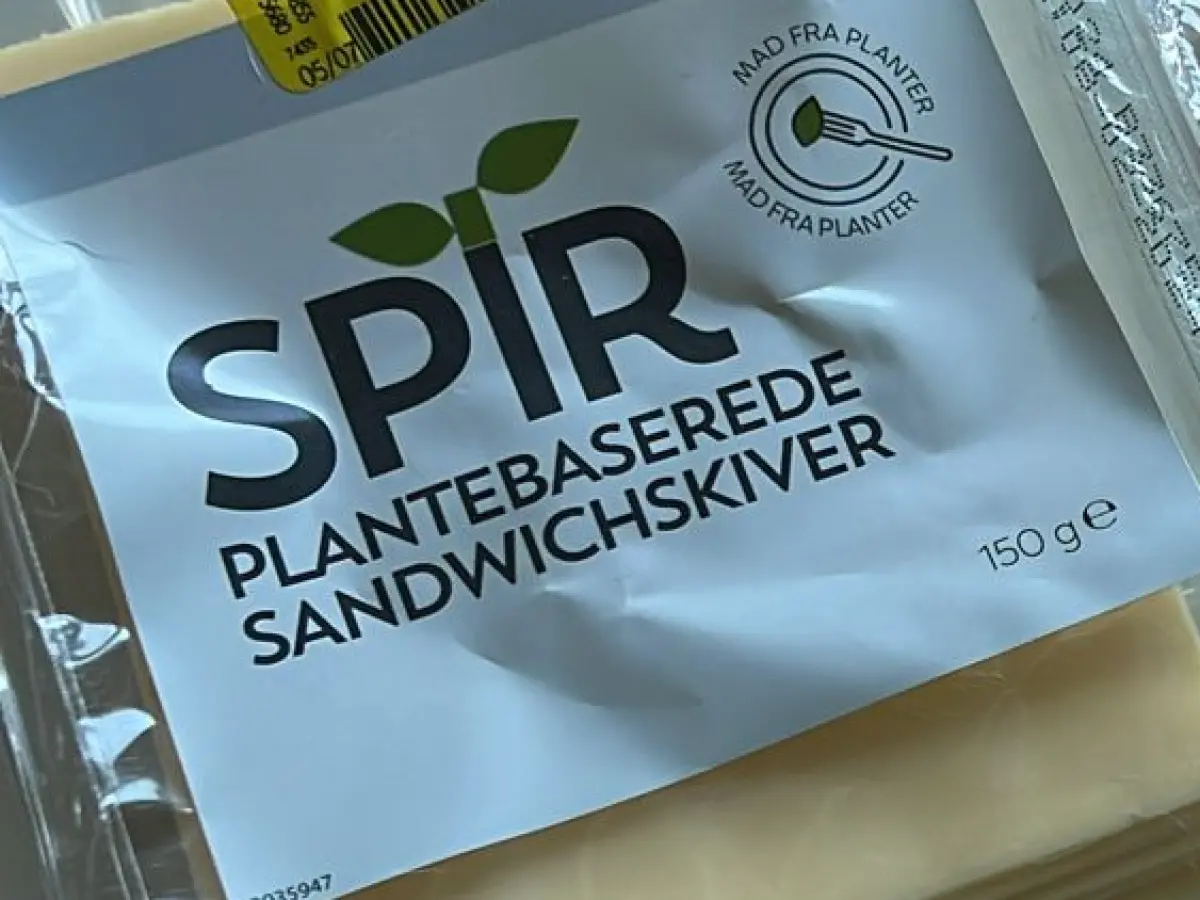 05/07
MAD FRA PLANTER
MAD FRA PLANTER
SPIR
PLANTEBASEREDE
SANDWICHSKIVER
150 g e